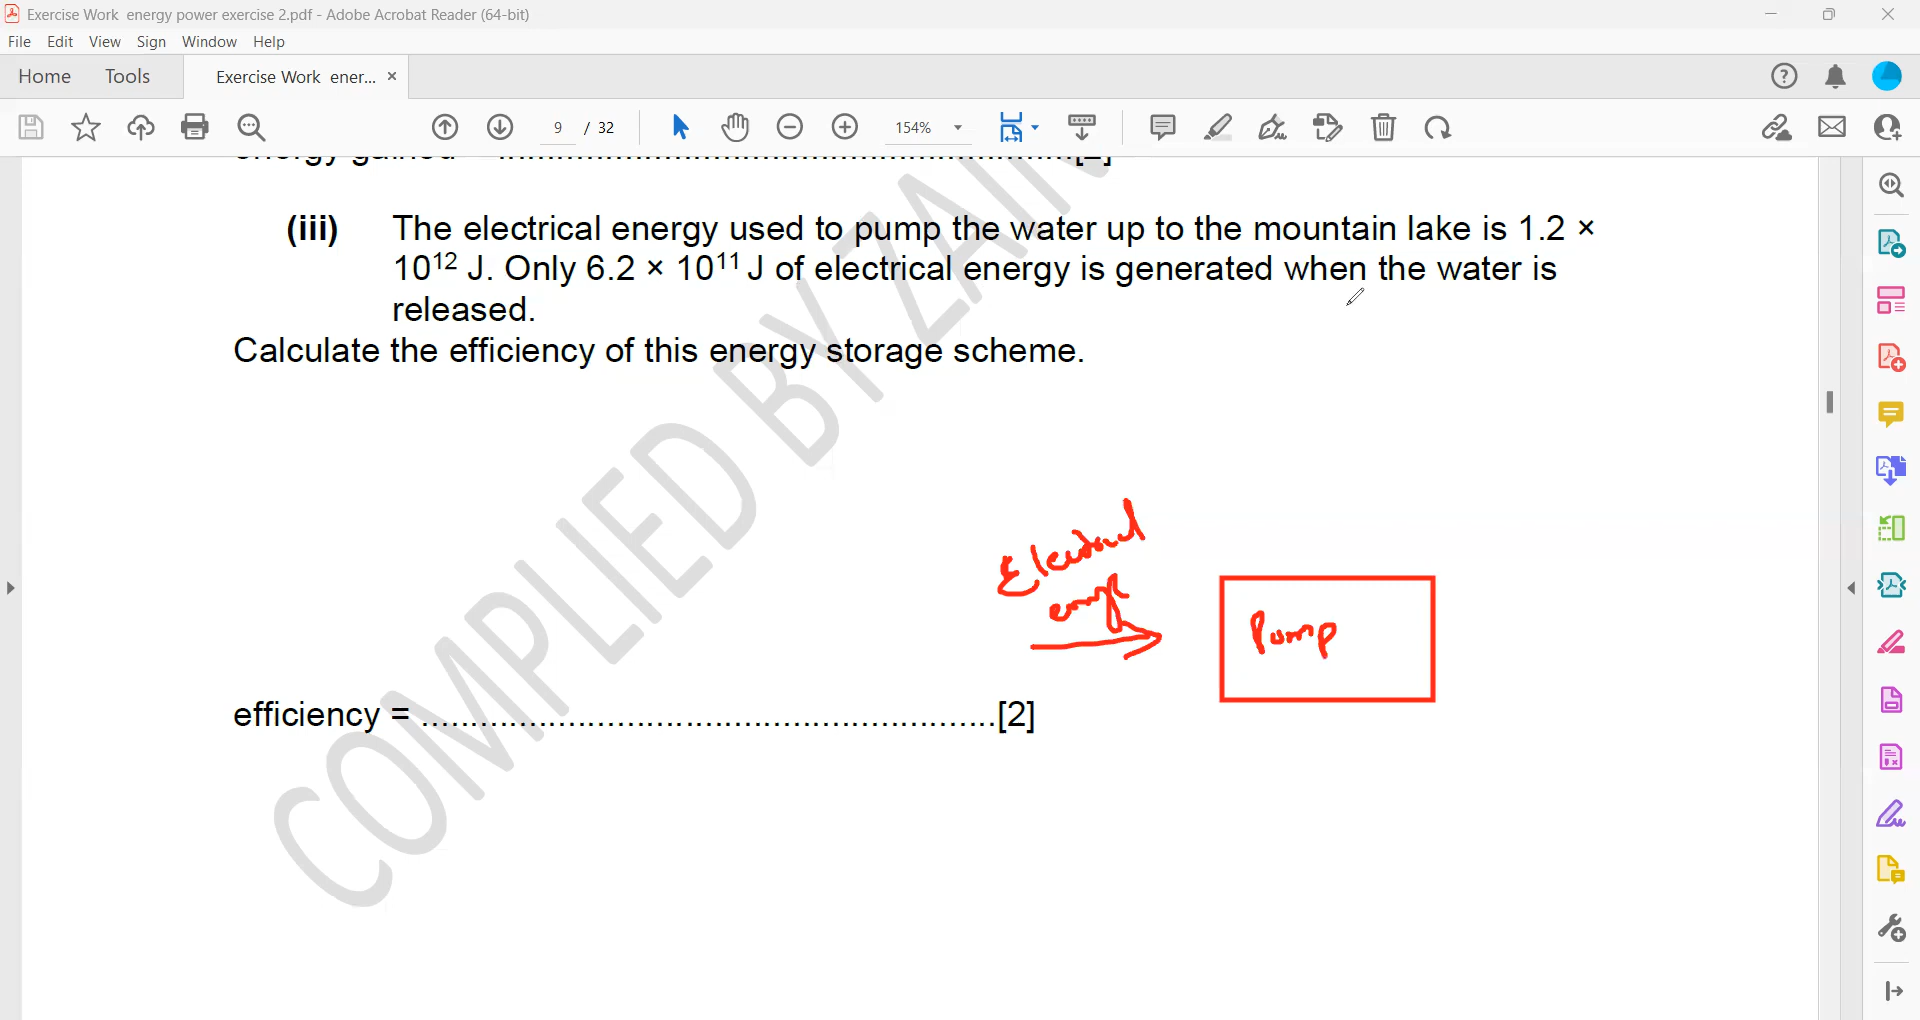 Exercise Work energy power exercise 2.pdf - Adobe Acrobat Reader (64-bit)
File Edit View Sign Window Help
Home Tools Exercise Work ener... ×
9 / 32 154%
energy gained = ........................................................[2]
(iii) The electrical energy used to pump the water up to the mountain lake is 1.2 ×
10¹² J. Only 6.2 × 10¹¹ J of electrical energy is generated when the water is
released.
Calculate the efficiency of this energy storage scheme.
Electrical
Pump
efficiency = ...........................................................[2]
COMPLIED BY ZAIN